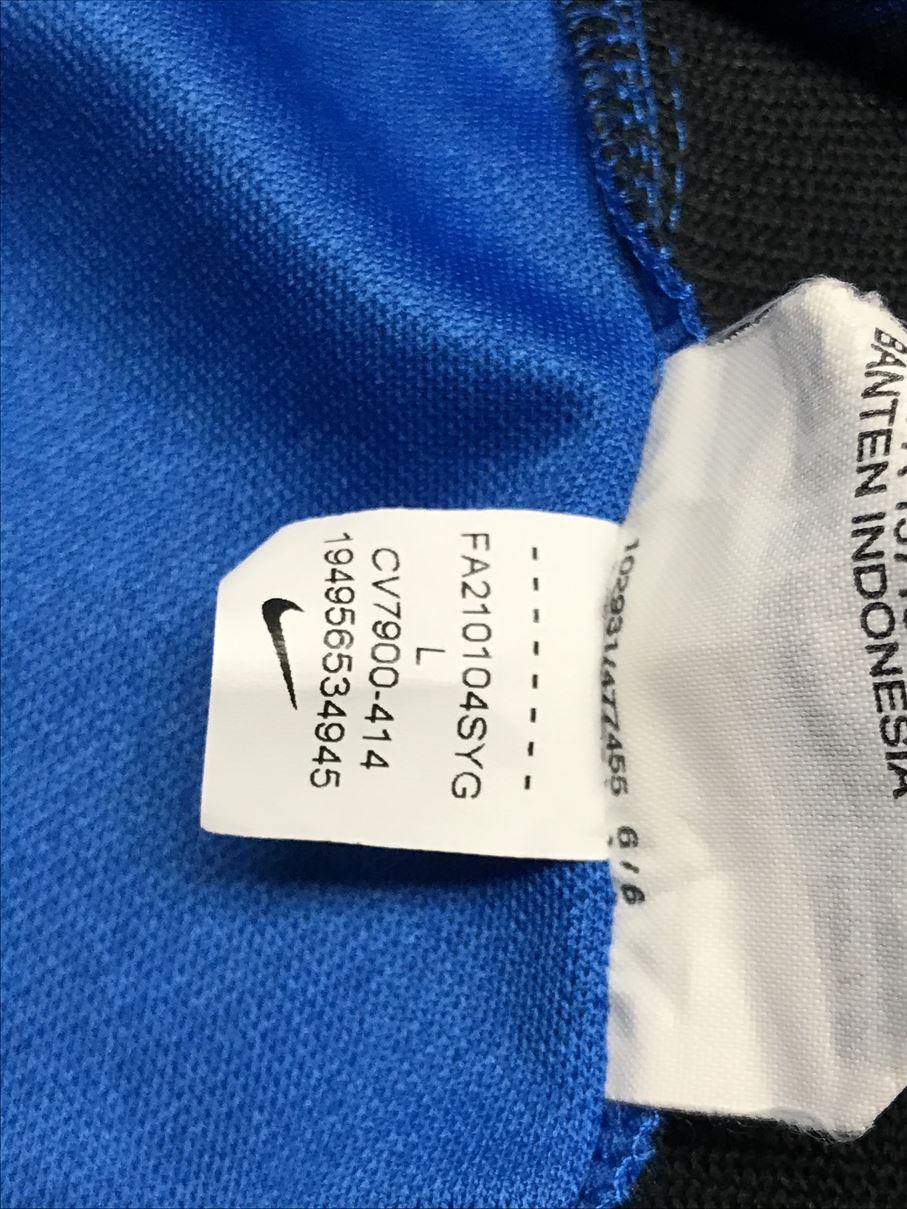 - - - - - - -
FA210104SYG
L
CV7900-414
194956534945
BANTEN INDONESIA
6 / 6